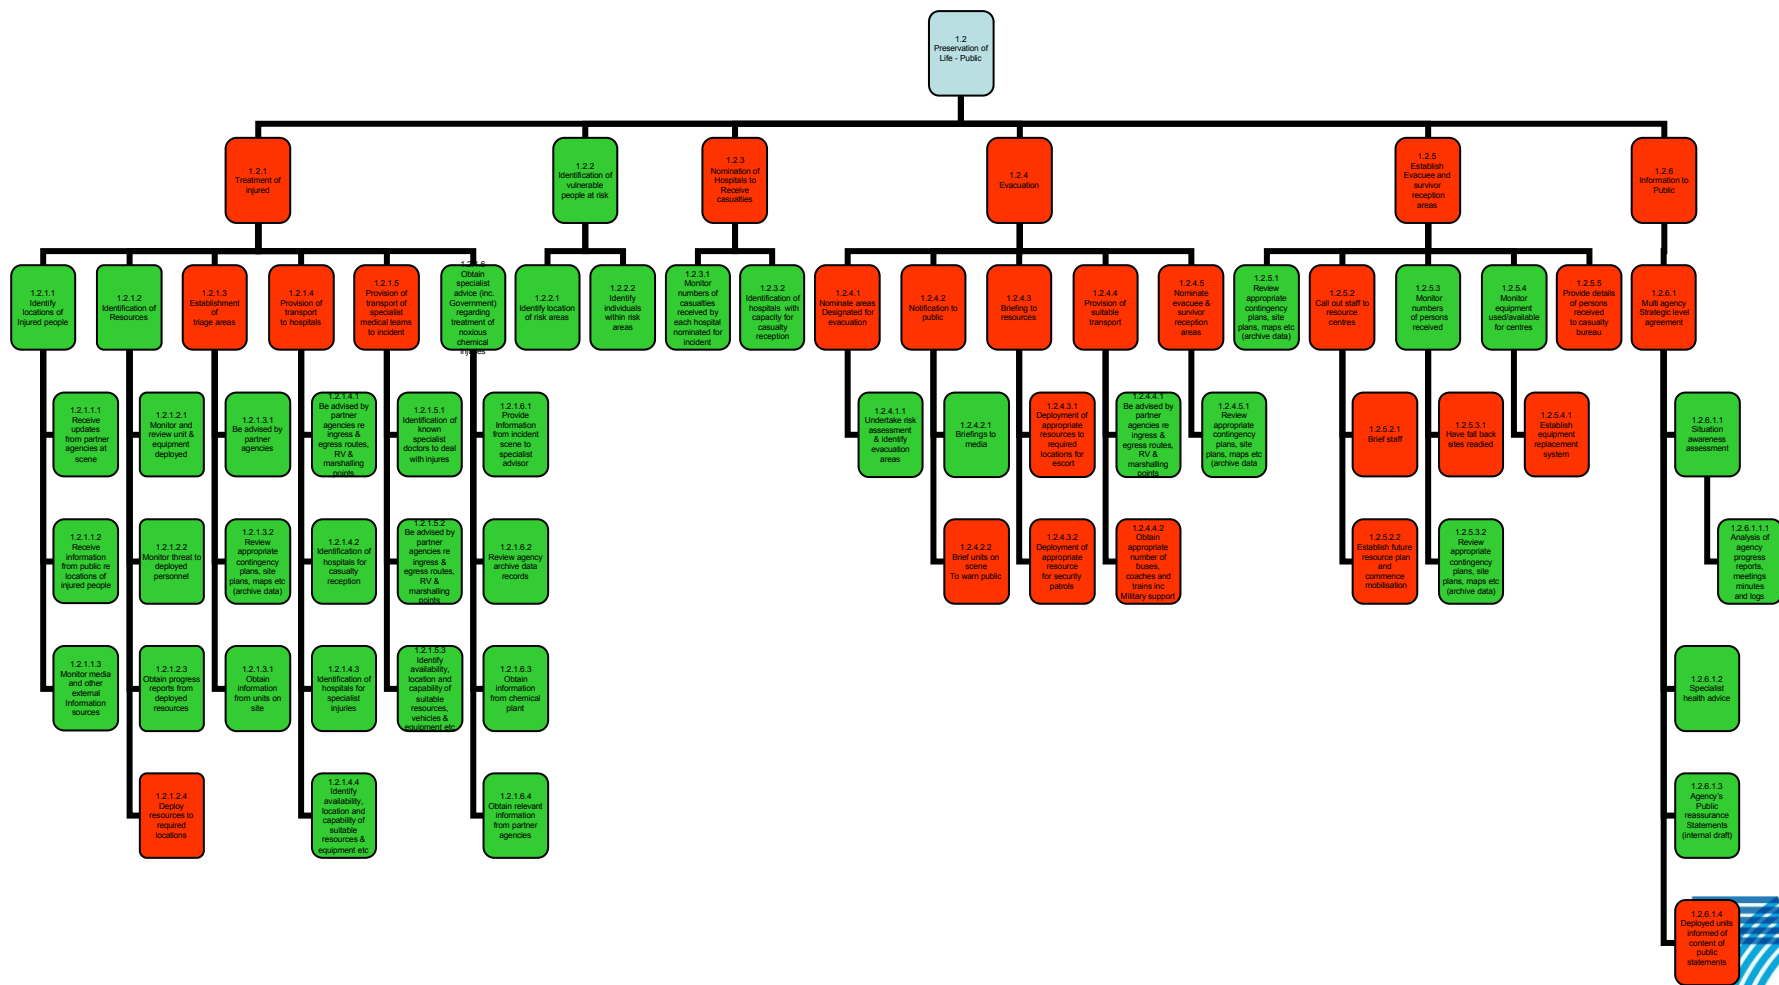 1.2
Preservation of
Life - Public
1.2.1
Treatment of
injured
1.2.2
Identification of
vulnerable
people at risk
1.2.3
Nomination of
Hospitals to
Receive
casualties
1.2.4
Evacuation
1.2.5
Establish
Evacuee and
survivor
reception
areas
1.2.6
Information to
Public
1.2.1.1
Identify
locations of
Injured people
1.2.1.2
Identification of
Resources
1.2.1.3
Establishment
of
triage areas
1.2.1.4
Provision of
transport
to hospitals
1.2.1.5
Provision of
transport of
specialist
medical teams
to incident
1.2.1.6
Obtain
specialist
advice (inc.
Government)
regarding
treatment of
noxious
chemical
injuries
1.2.2.1
Identify location
of risk areas
1.2.2.2
Identify
individuals
within risk
areas
1.2.3.1
Monitor
numbers of
casualties
received by
each hospital
nominated for
incident
1.2.3.2
Identification of
hospitals with
capacity for
casualty
reception
1.2.4.1
Nominate areas
Designated for
evacuation
1.2.4.2
Notification to
public
1.2.4.3
Briefing to
resources
1.2.4.4
Provision of
suitable
transport
1.2.4.5
Nominate
evacuee &
survivor
reception
areas
1.2.5.1
Review
appropriate
contingency
plans, site
plans, maps etc
(archive data)
1.2.5.2
Call out staff to
resource
centres
1.2.5.3
Monitor
numbers
of persons
received
1.2.5.4
Monitor
equipment
used/available
for centres
1.2.5.5
Provide details
of persons
received
to casualty
bureau
1.2.6.1
Multi agency
Strategic level
agreement
1.2.1.1.1
Receive
updates
from partner
agencies at
scene
1.2.1.2.1
Monitor and
review unit &
equipment
deployed
1.2.1.3.1
Be advised by
partner
agencies
1.2.1.4.1
Be advised by
partner
agencies re
ingress &
egress routes,
RV &
marshalling
points
1.2.1.5.1
Identification of
known
specialist
doctors to deal
with injures
1.2.1.6.1
Provide
Information
from incident
scene to
specialist
advisor
1.2.4.1.1
Undertake risk
assessment
& identify
evacuation
areas
1.2.4.2.1
Briefings to
media
1.2.4.3.1
Deployment of
appropriate
resources to
required
locations for
escort
1.2.4.4.1
Be advised by
partner
agencies re
ingress &
egress routes,
RV &
marshalling
points
1.2.4.5.1
Review
appropriate
contingency
plans, site
plans, maps etc
(archive data
1.2.5.2.1
Brief staff
1.2.5.3.1
Have fall back
sites readied
1.2.5.4.1
Establish
equipment
replacement
system
1.2.6.1.1
Situation
awareness
assessment
1.2.1.1.2
Receive
information
from public re
locations of
injured people
1.2.1.2.2
Monitor threat to
deployed
personnel
1.2.1.3.2
Review
appropriate
contingency
plans, site
plans, maps etc
(archive data)
1.2.1.4.2
Identification of
hospitals for
casualty
reception
1.2.1.5.2
Be advised by
partner
agencies re
ingress &
egress routes,
RV &
marshalling
points
1.2.1.6.2
Review agency
archive data
records
1.2.4.2.2
Brief units on
scene
To warn public
1.2.4.3.2
Deployment of
appropriate
resource
for security
patrols
1.2.4.4.2
Obtain
appropriate
number of
buses,
coaches and
trains inc
Military support
1.2.5.2.2
Establish future
resource plan
and
commence
mobilisation
1.2.5.3.2
Review
appropriate
contingency
plans, site
plans, maps etc
(archive data)
1.2.6.1.1.1
Analysis of
agency
progress
reports,
meetings
minutes
and logs
1.2.1.1.3
Monitor media
and other
external
Information
sources
1.2.1.2.3
Obtain progress
reports from
deployed
resources
1.2.1.3.1
Obtain
information
from units on
site
1.2.1.4.3
Identification of
hospitals for
specialist
injuries
1.2.1.5.3
Identify
availability,
location and
capability of
suitable
resources,
vehicles &
equipment etc
1.2.1.6.3
Obtain
information
from chemical
plant
1.2.6.1.2
Specialist
health advice
1.2.1.2.4
Deploy
resources to
required
locations
1.2.1.4.4
Identify
availability,
location and
capability of
suitable
resources &
equipment etc
1.2.1.6.4
Obtain relevant
information
from partner
agencies
1.2.6.1.3
Agency's
Public
reassurance
Statements
(internal draft)
1.2.6.1.4
Deployed units
informed of
content of
public
statements